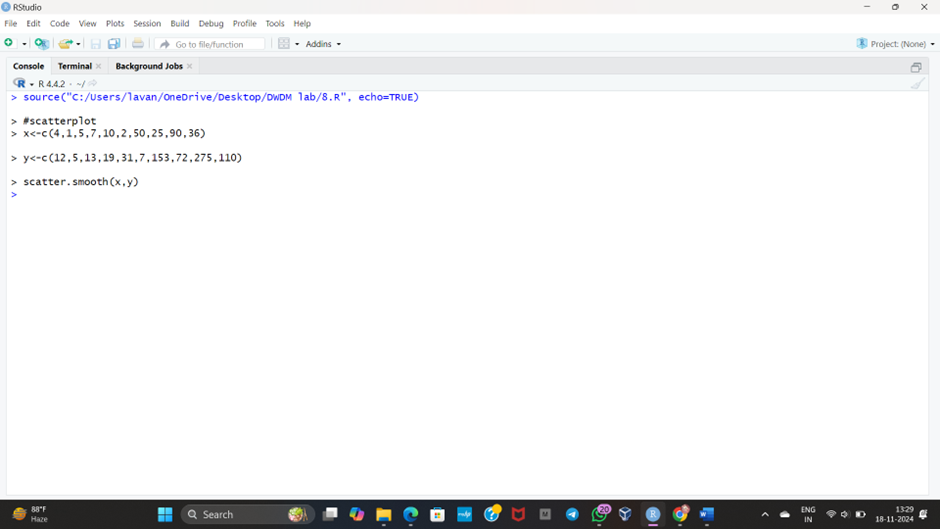 RStudio
File Edit Code View Plots Session Build Debug Profile Tools Help
Go to file/function Addins Project: (None)
Console Terminal Background Jobs
R R 4.4.2 · ~/
> source("C:/Users/lavan/OneDrive/Desktop/DWDM lab/8.R", echo=TRUE)
> #scatterplot
> x<-c(4,1,5,7,10,2,50,25,90,36)
> y<-c(12,5,13,19,31,7,153,72,275,110)
> scatter.smooth(x,y)
>
88°F
Haze
Search
20
ENG
IN
13:29
18-11-2024